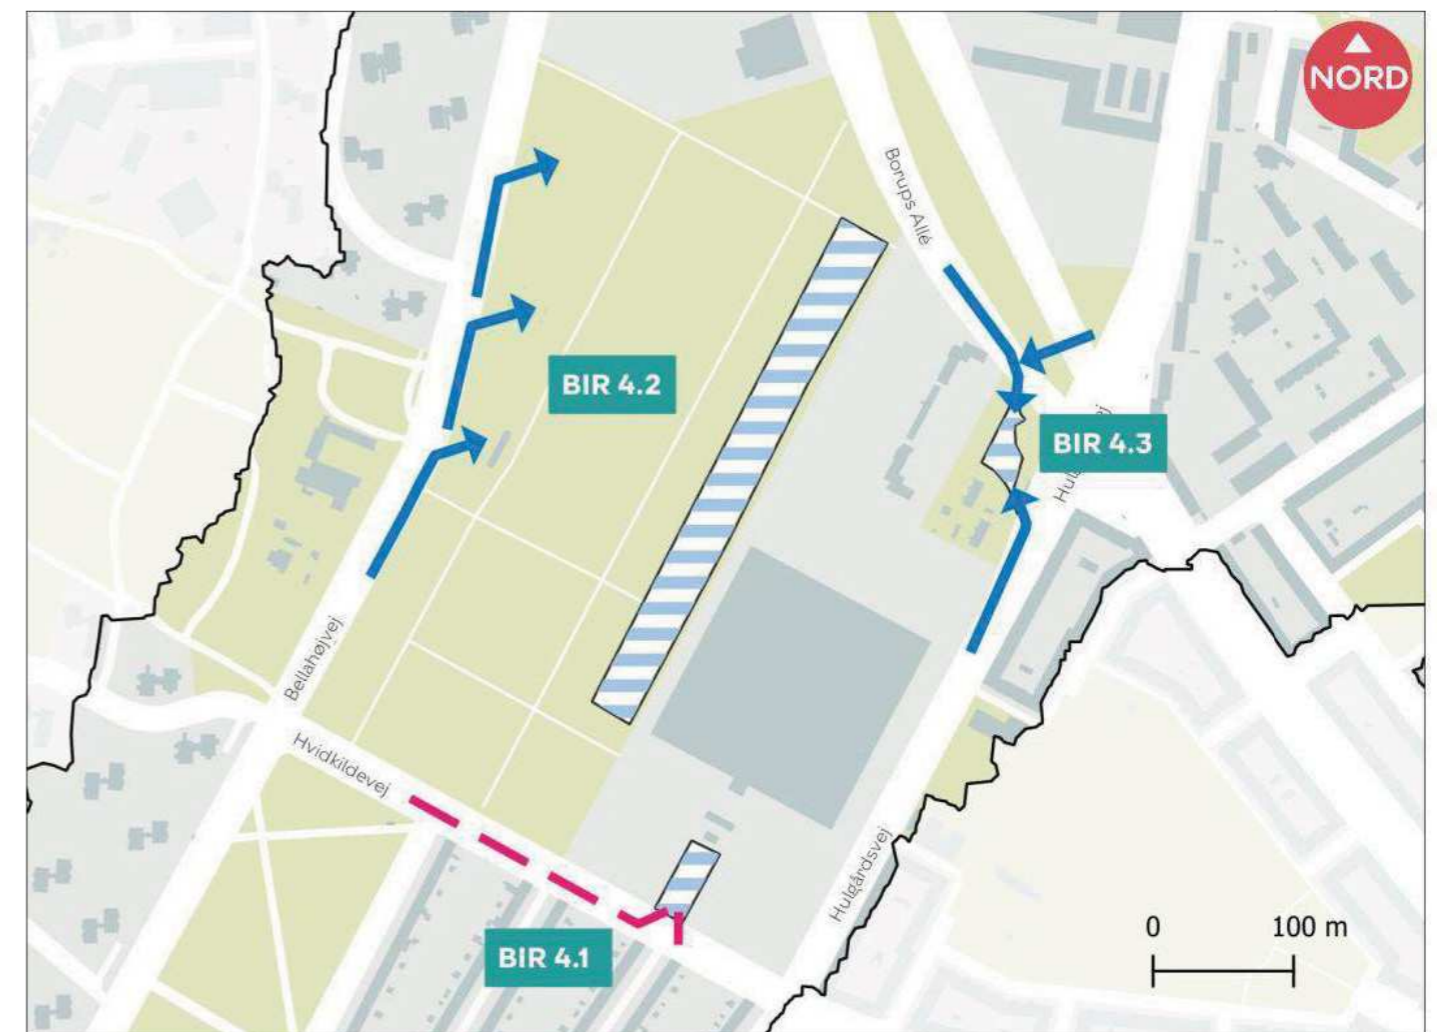 NORD
Borups Allé
BIR 4.2
BIR 4.3
Bellahøjvej
Hvidkildevej
Hulgårdsvej
BIR 4.1
0 100 m